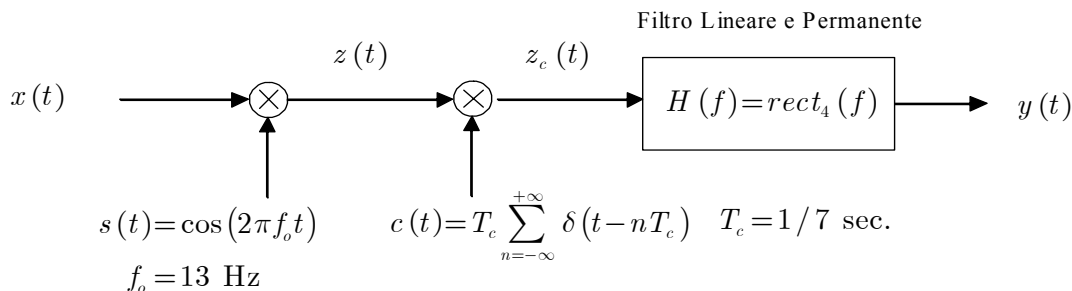 Filtro Lineare e Permanente
z(t)
z_c(t)
x(t)
H(f)=rect_4(f)
y(t)
s(t)=cos(2πf_o t)
c(t)=T_c ∑_{n=-∞}^{+∞} δ(t-nT_c) T_c=1/7 sec.
f_o=13 Hz